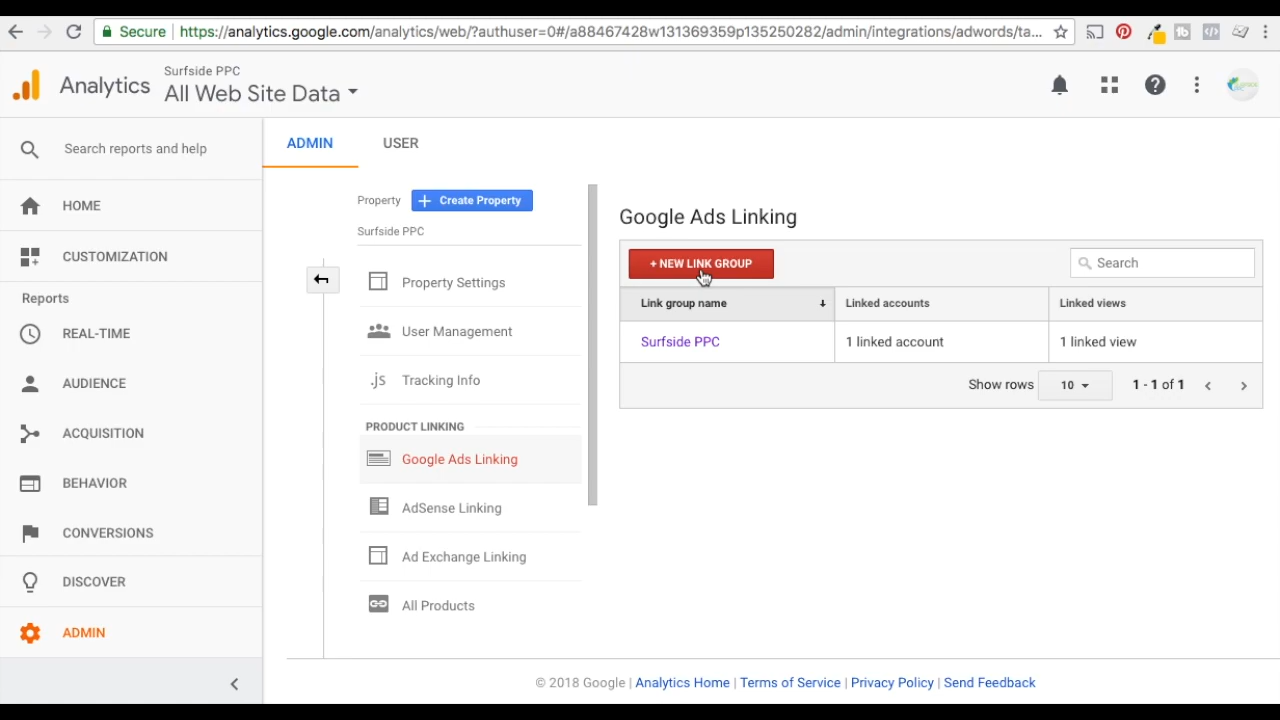 Secure https://analytics.google.com/analytics/web/?authuser=0#/a88467428w131369359p135250282/admin/integrations/adwords/ta...
Analytics
Surfside PPC
All Web Site Data
Search reports and help
HOME
CUSTOMIZATION
Reports
REAL-TIME
AUDIENCE
ACQUISITION
BEHAVIOR
CONVERSIONS
DISCOVER
ADMIN
ADMIN USER
Property + Create Property
Surfside PPC
Property Settings
User Management
.js Tracking Info
PRODUCT LINKING
Google Ads Linking
AdSense Linking
Ad Exchange Linking
All Products
Google Ads Linking
+ NEW LINK GROUP Search
Link group name Linked accounts Linked views
Surfside PPC 1 linked account 1 linked view
Show rows 10 1 - 1 of 1
© 2018 Google | Analytics Home | Terms of Service | Privacy Policy | Send Feedback